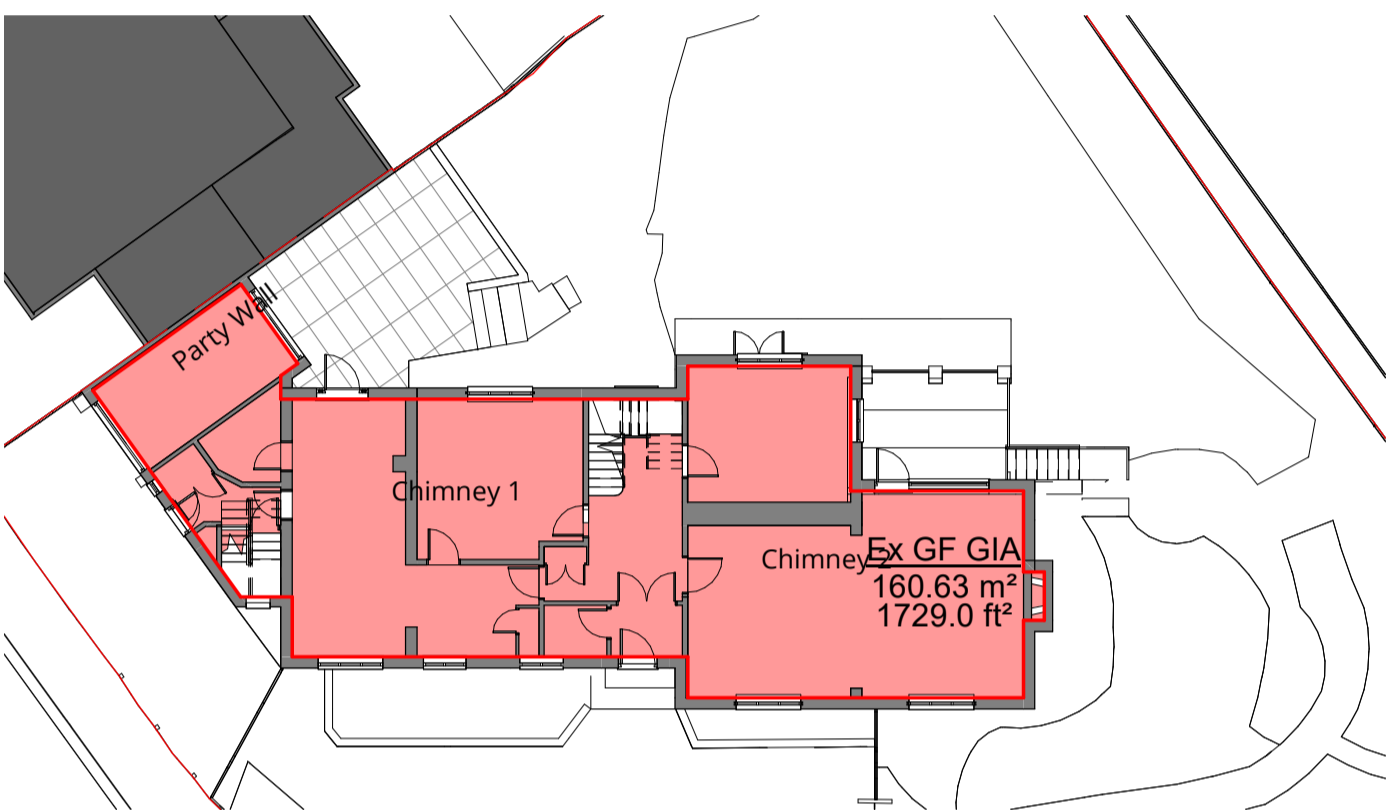 Party Wall
Chimney 1
Chimney 2
Ex GF GIA
160.63 m²
1729.0 ft²